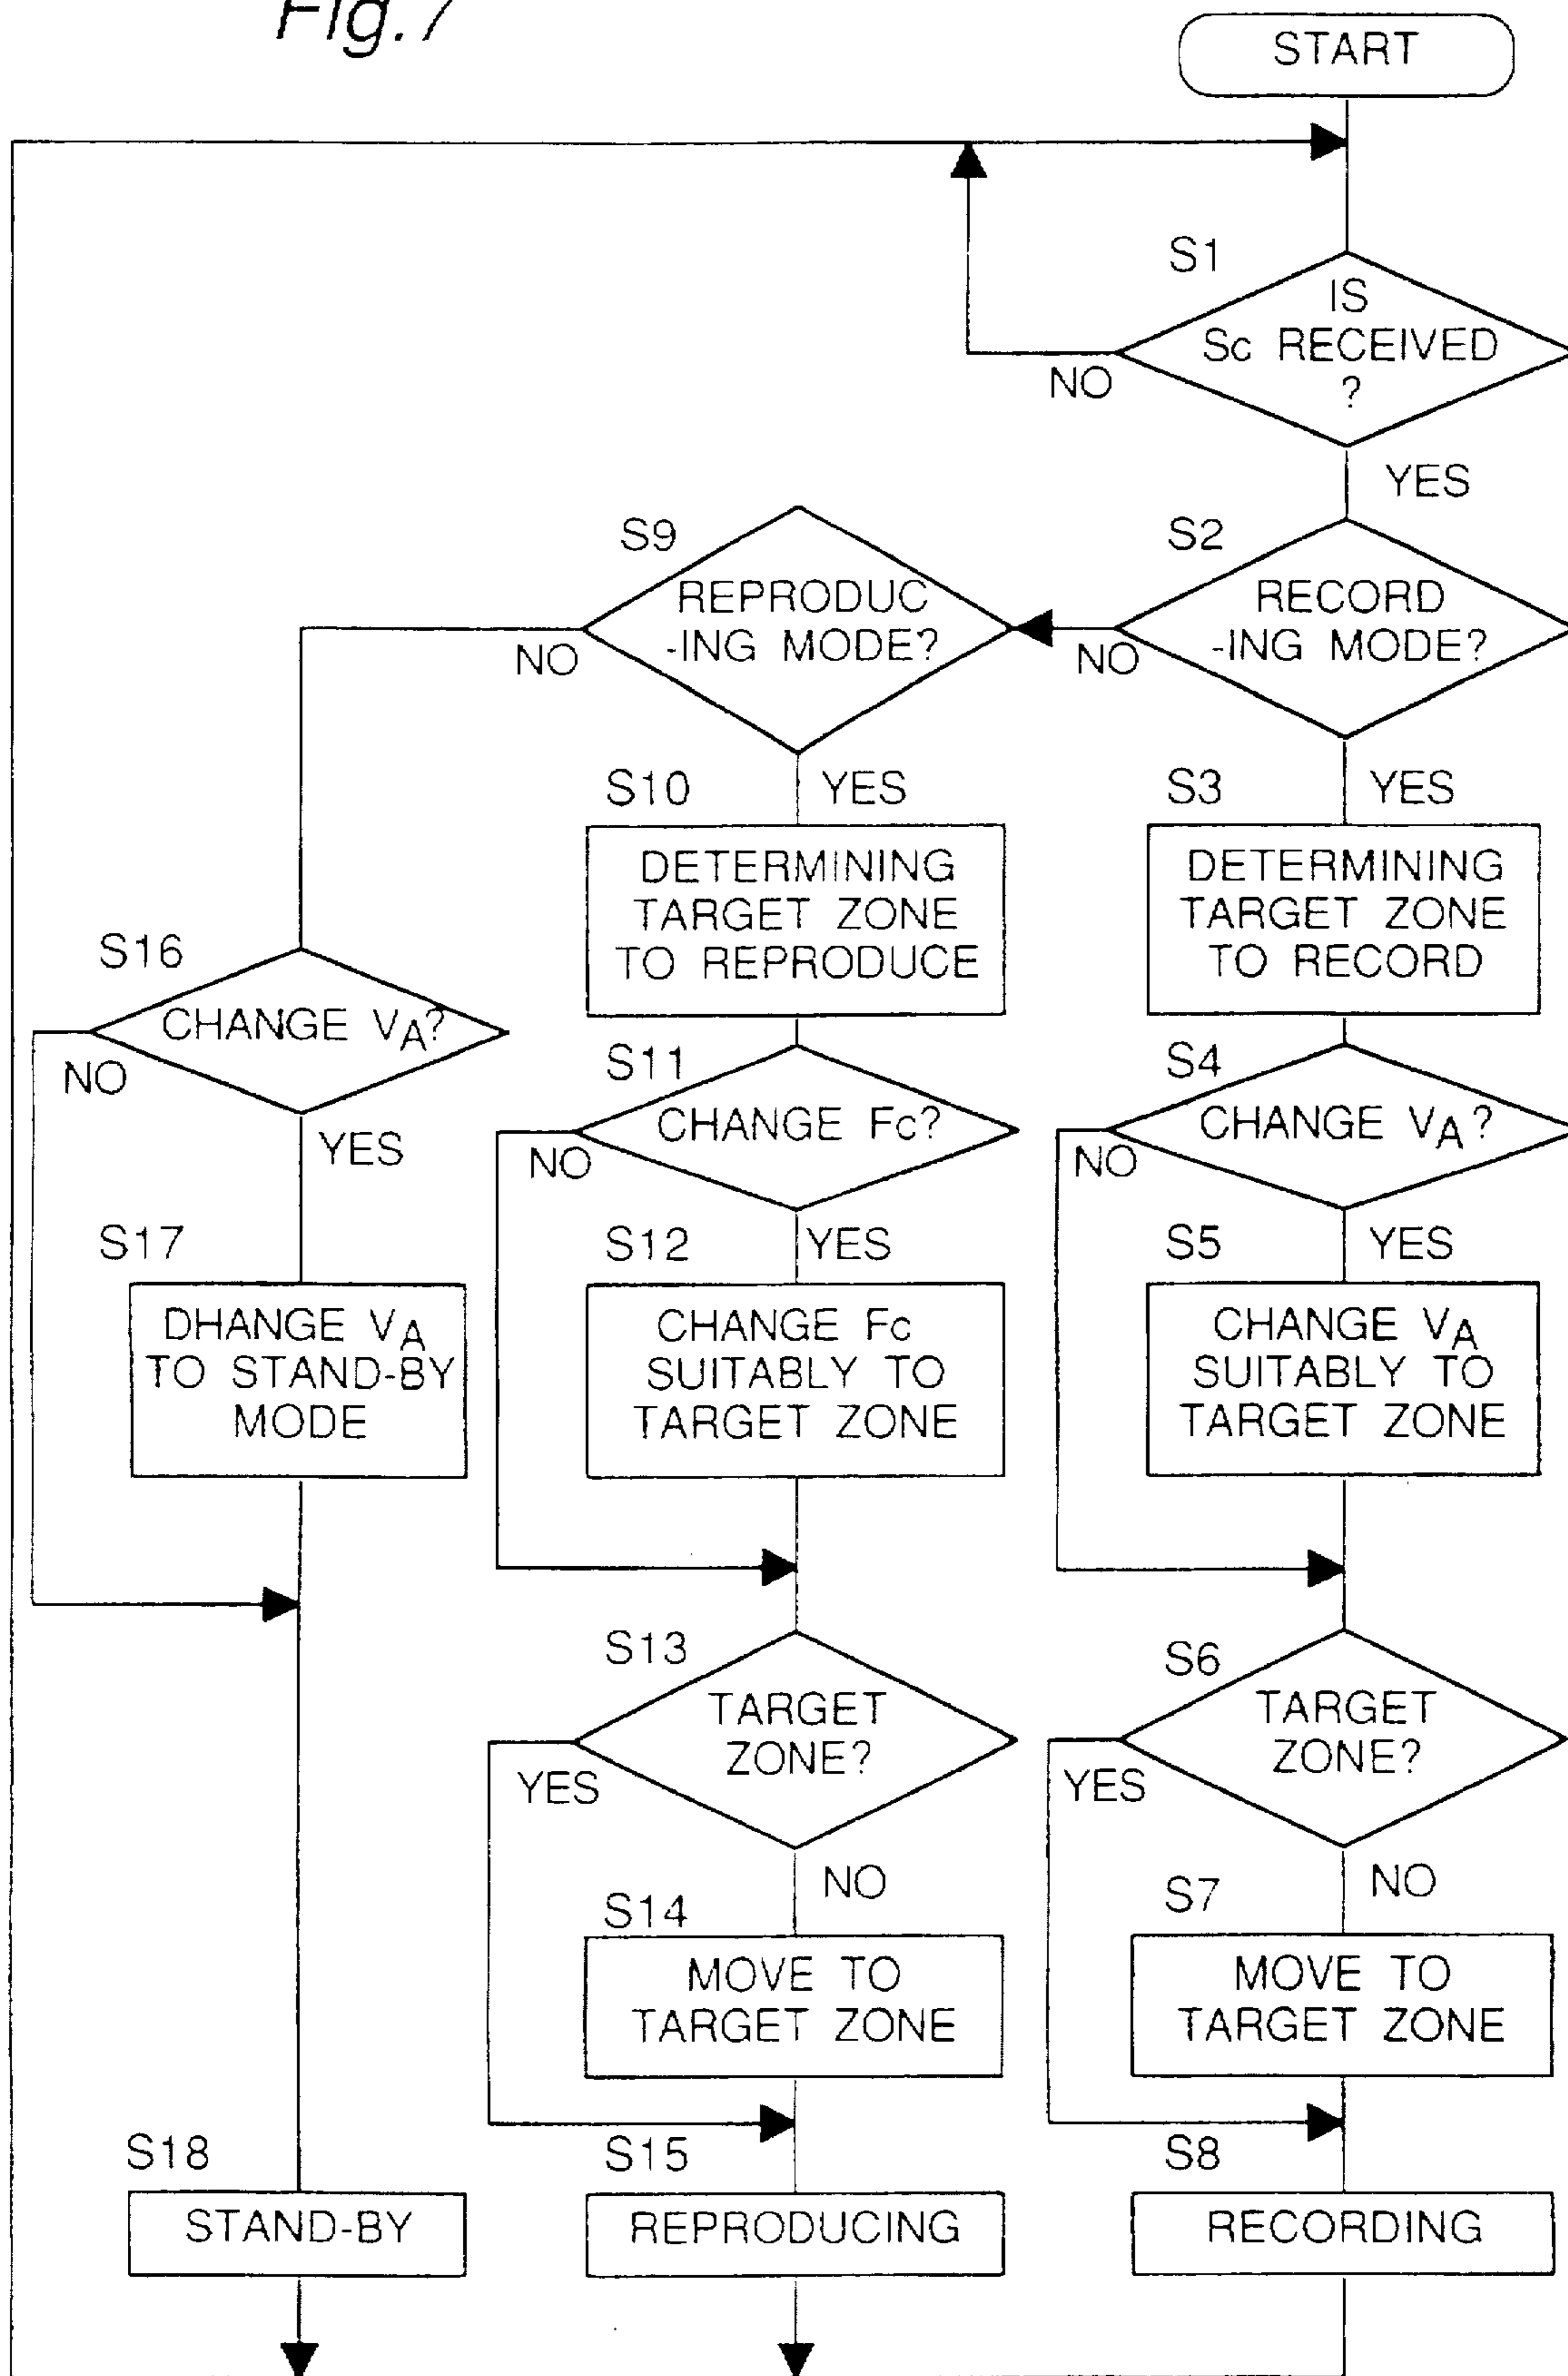 Fig.7
START
S1
IS
Sc RECEIVED
?
NO
YES
S9
REPRODUC
-ING MODE?
NO
S2
RECORD
-ING MODE?
NO
S10
YES
DETERMINING
TARGET ZONE
TO REPRODUCE
S3
YES
DETERMINING
TARGET ZONE
TO RECORD
S16
CHANGE VA?
NO
YES
S11
CHANGE Fc?
NO
S4
CHANGE VA?
NO
S17
DHANGE VA
TO STAND-BY
MODE
S12
YES
CHANGE Fc
SUITABLY TO
TARGET ZONE
S5
YES
CHANGE VA
SUITABLY TO
TARGET ZONE
S13
TARGET
ZONE?
YES
NO
S6
TARGET
ZONE?
YES
NO
S14
MOVE TO
TARGET ZONE
S7
MOVE TO
TARGET ZONE
S18
STAND-BY
S15
REPRODUCING
S8
RECORDING